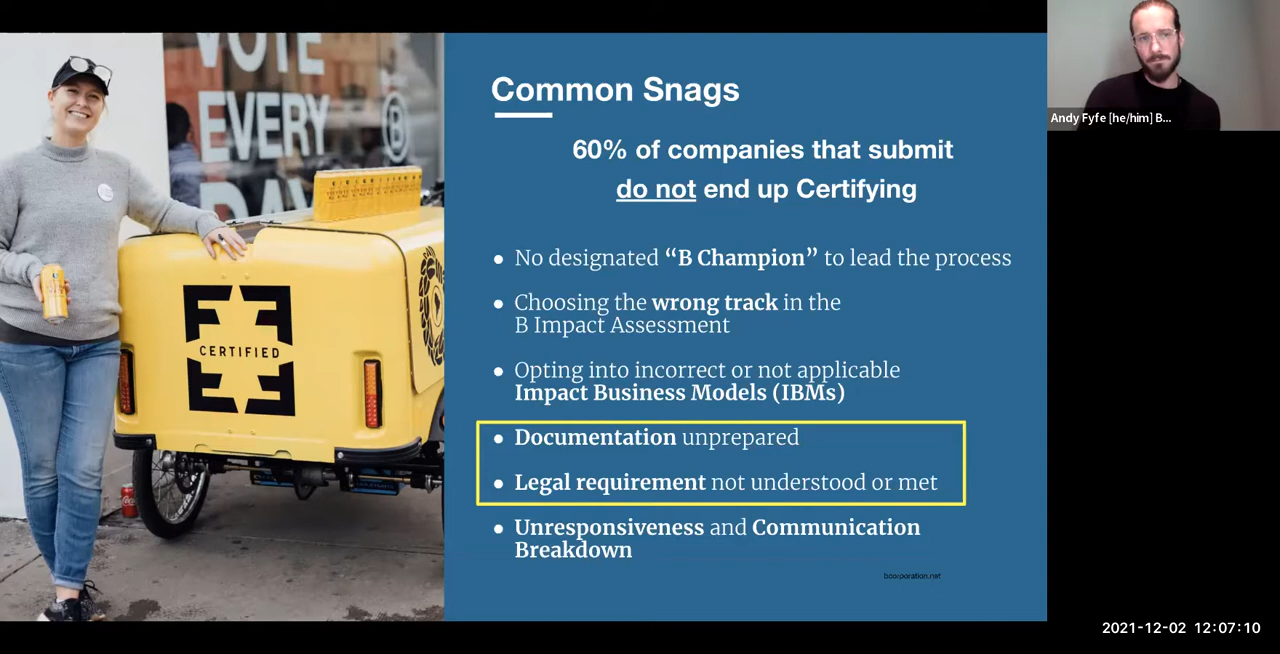 VOTE
EVERY
DAY
B
CERTIFIED
Common Snags
60% of companies that submit
do not end up Certifying
● No designated “B Champion” to lead the process
● Choosing the wrong track in the
B Impact Assessment
● Opting into incorrect or not applicable
Impact Business Models (IBMs)
● Documentation unprepared
● Legal requirement not understood or met
● Unresponsiveness and Communication
Breakdown
bcorporation.net
Andy Fyfe [he/him] B...
2021-12-02 12:07:10